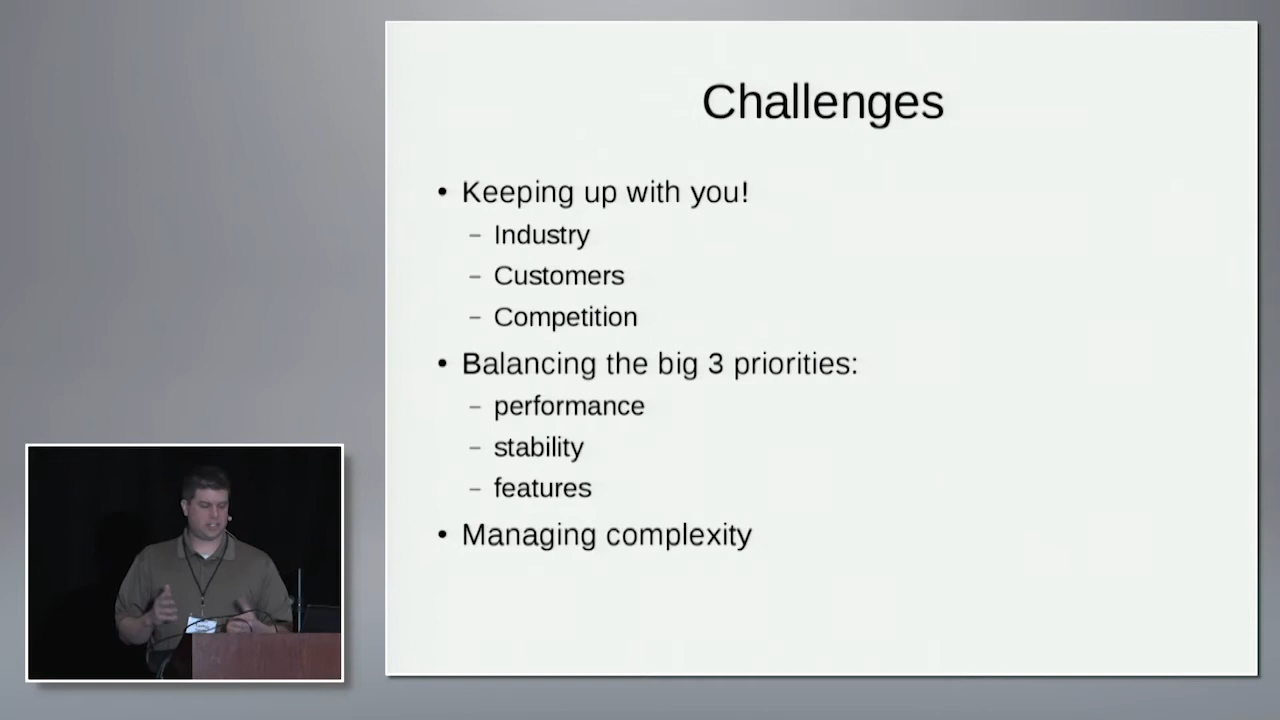 Challenges
• Keeping up with you!
– Industry
– Customers
– Competition
• Balancing the big 3 priorities:
– performance
– stability
– features
• Managing complexity